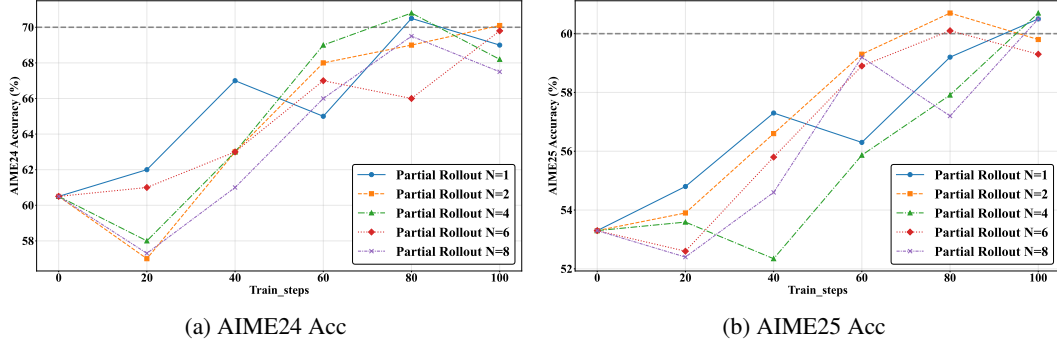 AIME24 Accuracy (%)
70
68
66
64
62
60
58
0 20 40 60 80 100
Train_steps
Partial Rollout N=1
Partial Rollout N=2
Partial Rollout N=4
Partial Rollout N=6
Partial Rollout N=8
(a) AIME24 Acc
AIME25 Accuracy (%)
60
58
56
54
52
0 20 40 60 80 100
Train_steps
Partial Rollout N=1
Partial Rollout N=2
Partial Rollout N=4
Partial Rollout N=6
Partial Rollout N=8
(b) AIME25 Acc